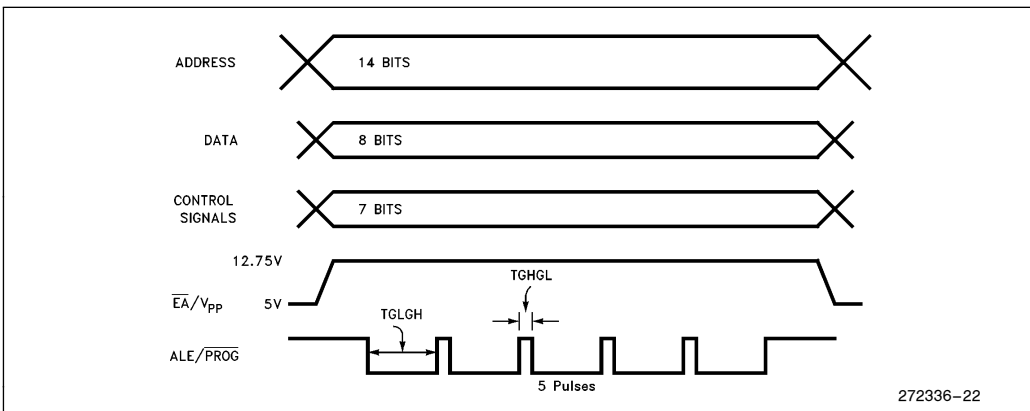 ADDRESS
14 BITS
DATA
8 BITS
CONTROL
SIGNALS
7 BITS
12.75V
TGHGL
EA/VPP
5V
TGLGH
ALE/PROG
5 Pulses
272336-22